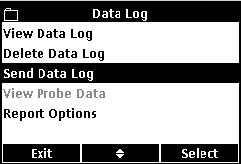 Data Log
View Data Log
Delete Data Log
Send Data Log
View Probe Data
Report Options
Exit
Select